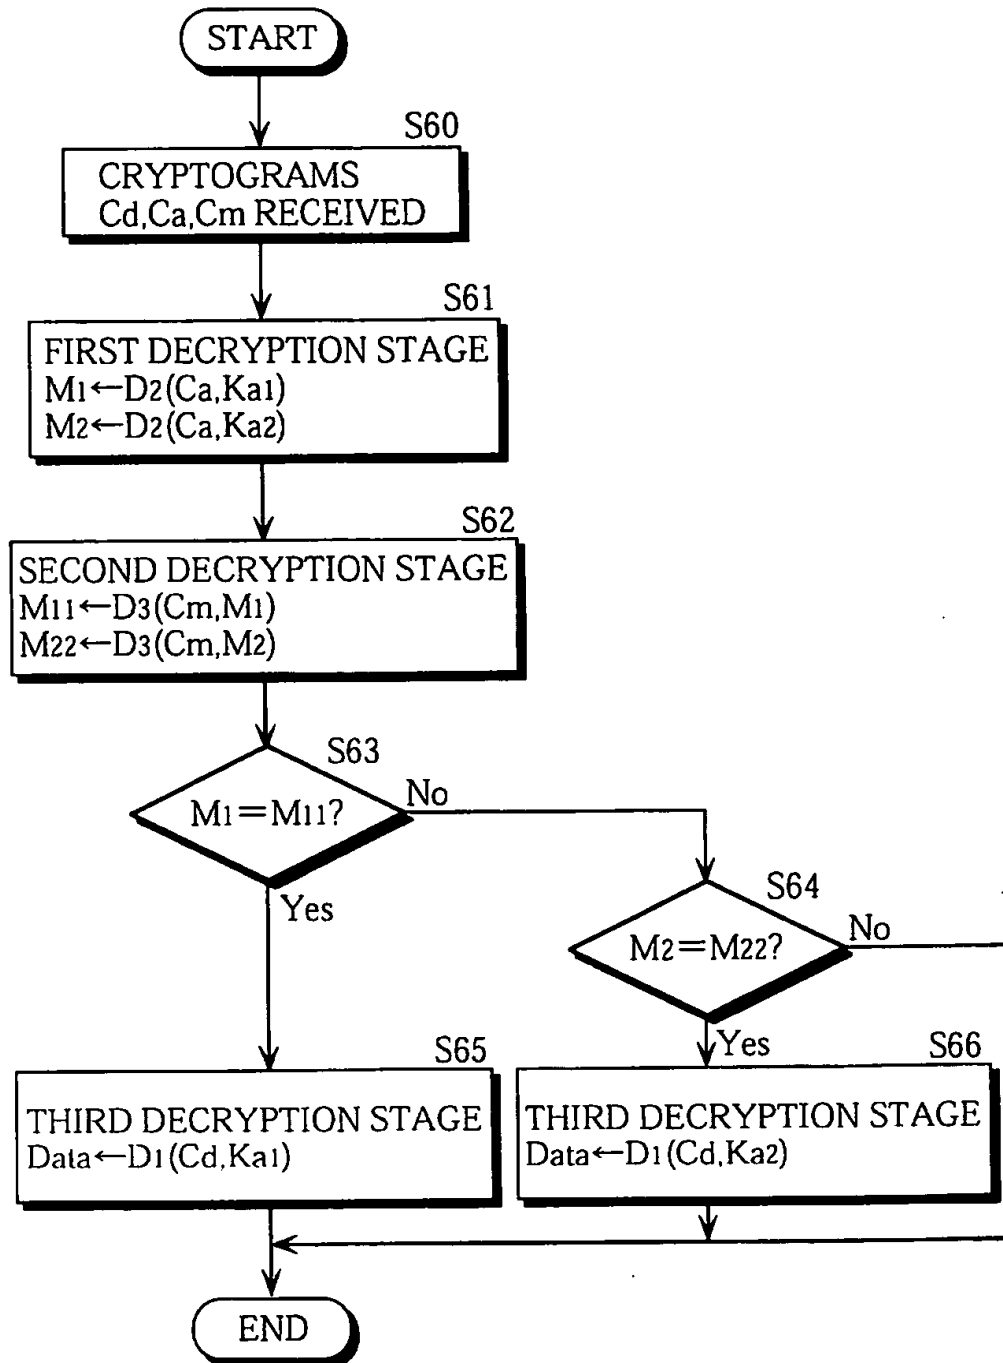 START
S60
CRYPTOGRAMS
Cd,Ca,Cm RECEIVED
S61
FIRST DECRYPTION STAGE
M1←D2(Ca,Ka1)
M2←D2(Ca,Ka2)
S62
SECOND DECRYPTION STAGE
M11←D3(Cm,M1)
M22←D3(Cm,M2)
S63
M1=M11?
No
Yes
S64
M2=M22?
No
Yes
S65
THIRD DECRYPTION STAGE
Data←D1(Cd,Ka1)
S66
THIRD DECRYPTION STAGE
Data←D1(Cd,Ka2)
END